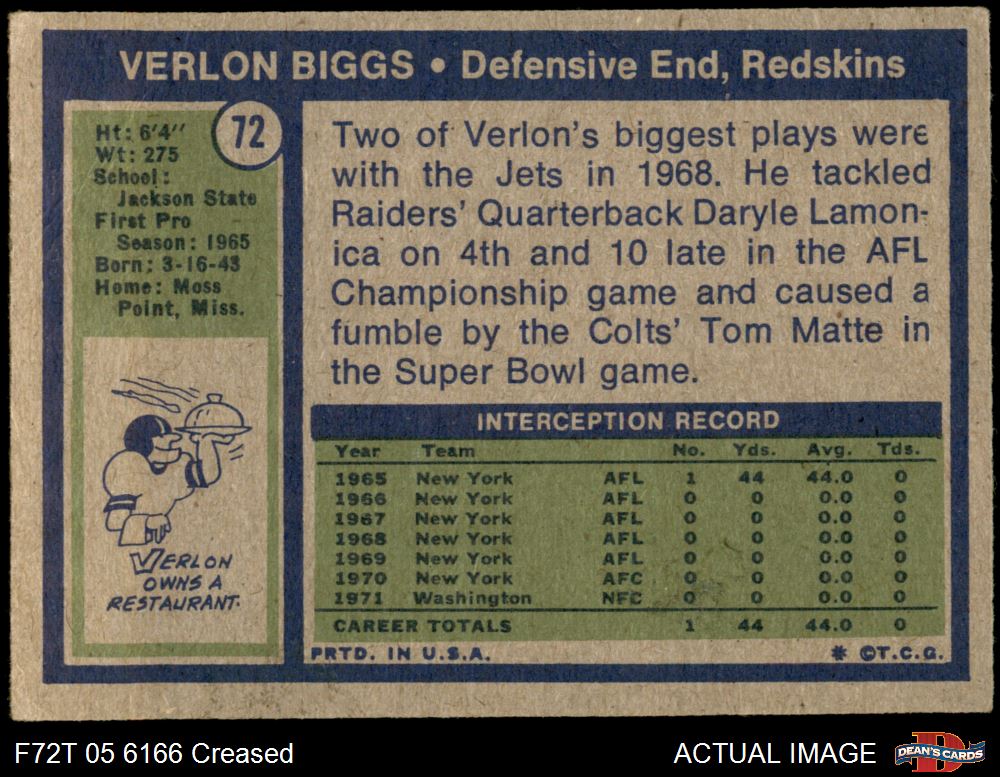 VERLON BIGGS • Defensive End, Redskins
72
Ht: 6'4''
Wt: 275
School:
Jackson State
First Pro
Season: 1965
Born: 3-16-43
Home: Moss
Point, Miss.
VERLON
OWNS A
RESTAURANT.
Two of Verlon's biggest plays were
with the Jets in 1968. He tackled
Raiders' Quarterback Daryle Lamon-
ica on 4th and 10 late in the AFL
Championship game and caused a
fumble by the Colts' Tom Matte in
the Super Bowl game.
INTERCEPTION RECORD
Year Team No. Yds. Avg. Tds.
1965 New York AFL 1 44 44.0 0
1966 New York AFL 0 0 0.0 0
1967 New York AFL 0 0 0.0 0
1968 New York AFL 0 0 0.0 0
1969 New York AFL 0 0 0.0 0
1970 New York AFC 0 0 0.0 0
1971 Washington NFC 0 0 0.0 0
CAREER TOTALS 1 44 44.0 0
PRTD. IN U.S.A. * ©T.C.G.
F72T 05 6166 Creased ACTUAL IMAGE DEAN'S CARDS